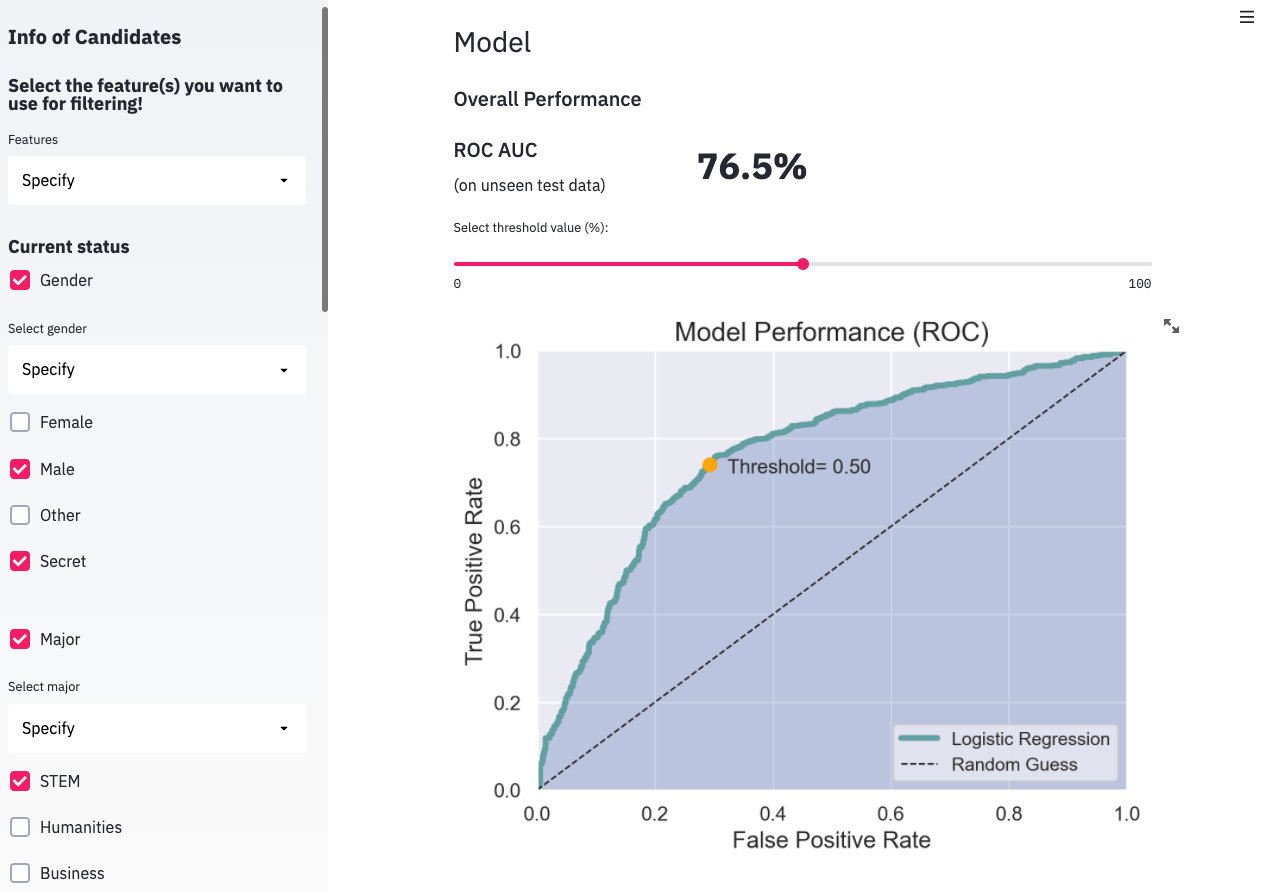 Info of Candidates
Select the feature(s) you want to
use for filtering!
Features
Specify
Current status
Gender
Select gender
Specify
Female
Male
Other
Secret
Major
Select major
Specify
STEM
Humanities
Business
Model
Overall Performance
ROC AUC
(on unseen test data)
76.5%
Select threshold value (%):
0
100
Model Performance (ROC)
1.0
0.8
0.6
0.4
0.2
0.0
True Positive Rate
Threshold= 0.50
Logistic Regression
Random Guess
0.0 0.2 0.4 0.6 0.8 1.0
False Positive Rate